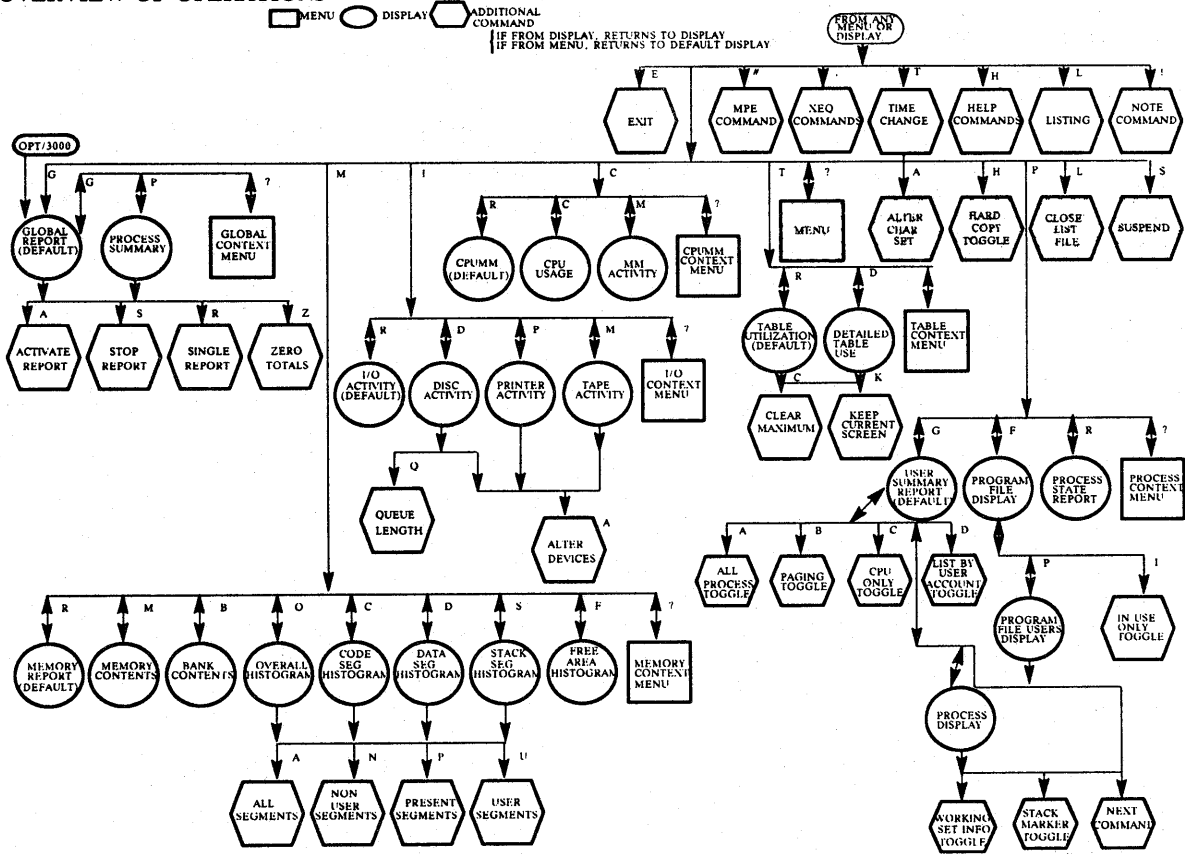 OVERVIEW OF OPERATIONS
MENU
DISPLAY
ADDITIONAL
COMMAND
IF FROM DISPLAY, RETURNS TO DISPLAY
IF FROM MENU, RETURNS TO DEFAULT DISPLAY
FROM ANY
MENU OR
DISPLAY
E
"
.
T
H
L
!
EXIT
MPE
COMMAND
XEQ
COMMANDS
TIME
CHANGE
HELP
COMMANDS
LISTING
NOTE
COMMAND
OPT/3000
G
G
P
?
M
I
C
T
?
A
H
P
L
S
GLOBAL
REPORT
(DEFAULT)
PROCESS
SUMMARY
GLOBAL
CONTEXT
MENU
MENU
ALTER
CHAR
SET
HARD
COPY
TOGGLE
CLOSE
LIST
FILE
SUSPEND
R
C
M
?
CPUMM
(DEFAULT)
CPU
USAGE
MM
ACTIVITY
CPUMM
CONTEXT
MENU
R
D
TABLE
UTILIZATION
(DEFAULT)
DETAILED
TABLE
USE
TABLE
CONTEXT
MENU
A
S
R
Z
ACTIVATE
REPORT
STOP
REPORT
SINGLE
REPORT
ZERO
TOTALS
R
D
P
M
?
I/O
ACTIVITY
(DEFAULT)
DISC
ACTIVITY
PRINTER
ACTIVITY
TAPE
ACTIVITY
I/O
CONTEXT
MENU
C
K
CLEAR
MAXIMUM
KEEP
CURRENT
SCREEN
G
F
R
?
USER
SUMMARY
REPORT
(DEFAULT)
PROGRAM
FILE
DISPLAY
PROCESS
STATE
REPORT
PROCESS
CONTEXT
MENU
Q
QUEUE
LENGTH
A
ALTER
DEVICES
A
B
C
D
ALL
PROCESS
TOGGLE
PAGING
TOGGLE
CPU
ONLY
TOGGLE
LIST BY
USER
ACCOUNT
TOGGLE
P
I
PROGRAM
FILE USERS
DISPLAY
IN USE
ONLY
TOGGLE
R
M
B
O
C
D
S
F
?
MEMORY
REPORT
(DEFAULT)
MEMORY
CONTENTS
BANK
CONTENTS
OVERALL
HISTOGRAM
CODE
SEG
HISTOGRAM
DATA
SEG
HISTOGRAM
STACK
SEG
HISTOGRAM
FREE
AREA
HISTOGRAM
MEMORY
CONTEXT
MENU
PROCESS
DISPLAY
A
N
P
U
ALL
SEGMENTS
NON
USER
SEGMENTS
PRESENT
SEGMENTS
USER
SEGMENTS
WORKING
SET INFO
TOGGLE
STACK
MARKER
TOGGLE
NEXT
COMMAND